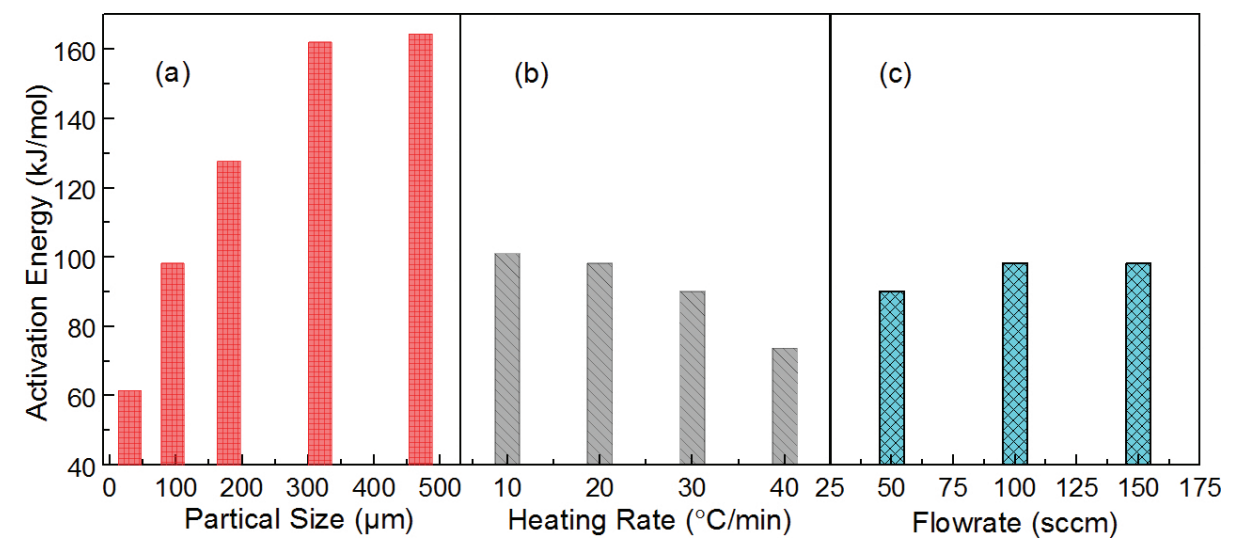 Activation Energy (kJ/mol)
160
140
120
100
80
60
40
(a)
(b)
(c)
0 100 200 300 400 500
10 20 30 40
25 50 75 100 125 150 175
Partical Size (µm)
Heating Rate (°C/min)
Flowrate (sccm)